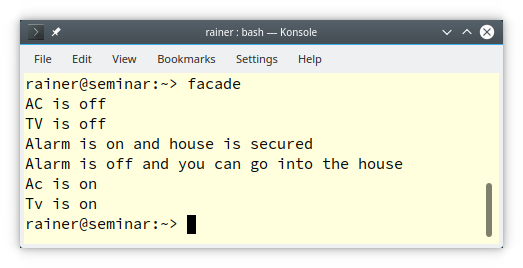 rainer : bash — Konsole
File Edit View Bookmarks Settings Help
rainer@seminar:~> facade
AC is off
TV is off
Alarm is on and house is secured
Alarm is off and you can go into the house
Ac is on
Tv is on
rainer@seminar:~>